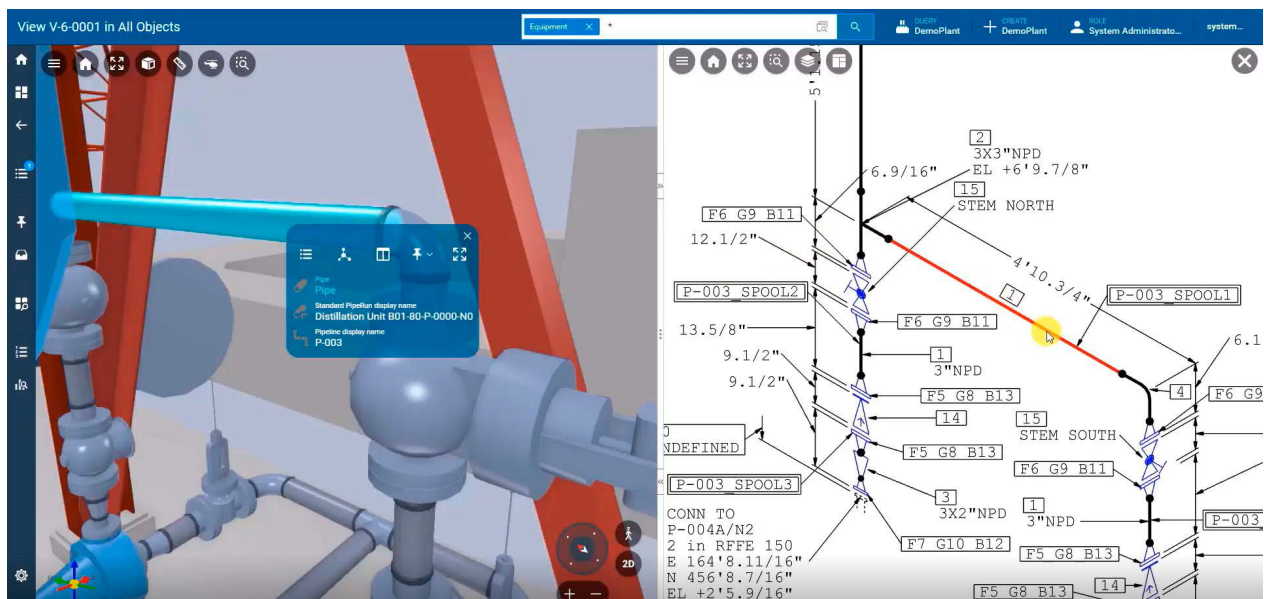 View V-6-0001 in All Objects
Equipment × *
QUERY
DemoPlant
CREATE
DemoPlant
ROLE
System Administrato...
system...
1
Pipe
Pipe
Standard PipeRun display name
Distillation Unit B01-80-P-0000-N0
Pipeline display name
P-003
2D
2
3X3"NPD
EL +6'9.7/8"
6.9/16"
15
STEM NORTH
F6 G9 B11
12.1/2"
4'10.3/4"
1
P-003_SPOOL1
P-003_SPOOL2
F6 G9 B11
13.5/8"
6.1
1
3"NPD
9.1/2"
9.1/2"
F5 G8 B13
4
F6 G9
14
15
STEM SOUTH
NDEFINED
F5 G8 B13
F6 G9 B11
P-003_SPOOL3
3
3X2"NPD
1
3"NPD
P-003
CONN TO
P-004A/N2
2 in RFFE 150
E 164'8.11/16"
N 456'8.7/16"
EL +2'5.9/16"
F7 G10 B12
F5 G8 B13
14
F5 G8 B13